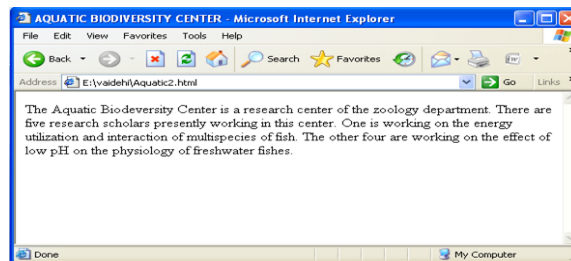 AQUATIC BIODIVERSITY CENTER - Microsoft Internet Explorer
File Edit View Favorites Tools Help
Back Search Favorites
Address E:\vaidehi\Aquatic2.html Go Links
The Aquatic Biodeversity Center is a research center of the zoology department. There are
five research scholars presently working in this center. One is working on the energy
utilization and interaction of multispecies of fish. The other four are working on the effect of
low pH on the physiology of freshwater fishes.
Done My Computer